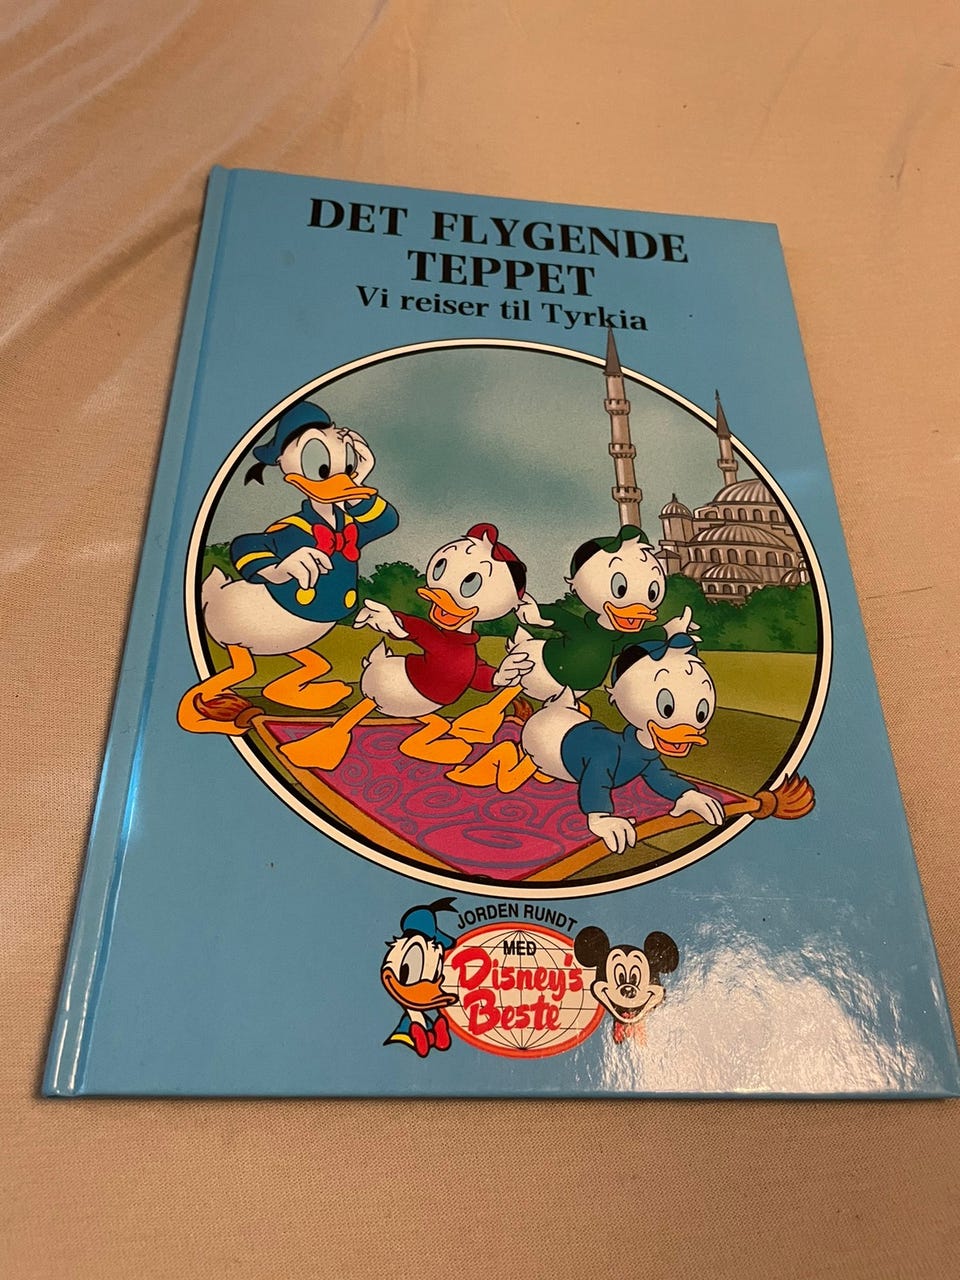 DET FLYGENDE
TEPPET
Vi reiser til Tyrkia
JORDEN RUNDT
MED
Disney's
Beste